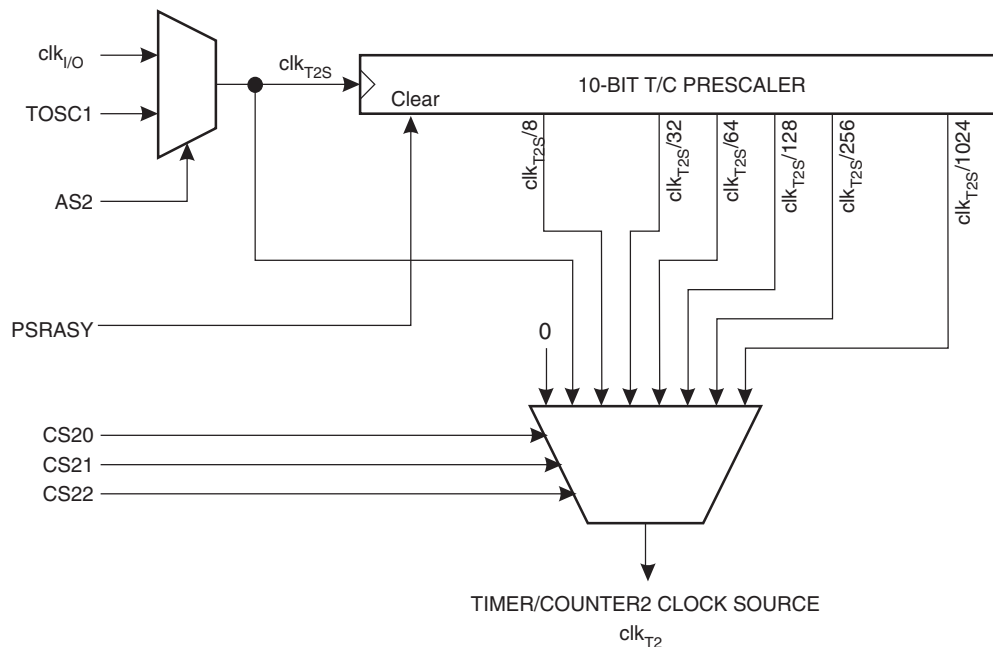 clkI/O
TOSC1
AS2
clkT2S
10-BIT T/C PRESCALER
Clear
clkT2S/8
clkT2S/32
clkT2S/64
clkT2S/128
clkT2S/256
clkT2S/1024
PSRASY
0
CS20
CS21
CS22
TIMER/COUNTER2 CLOCK SOURCE
clkT2